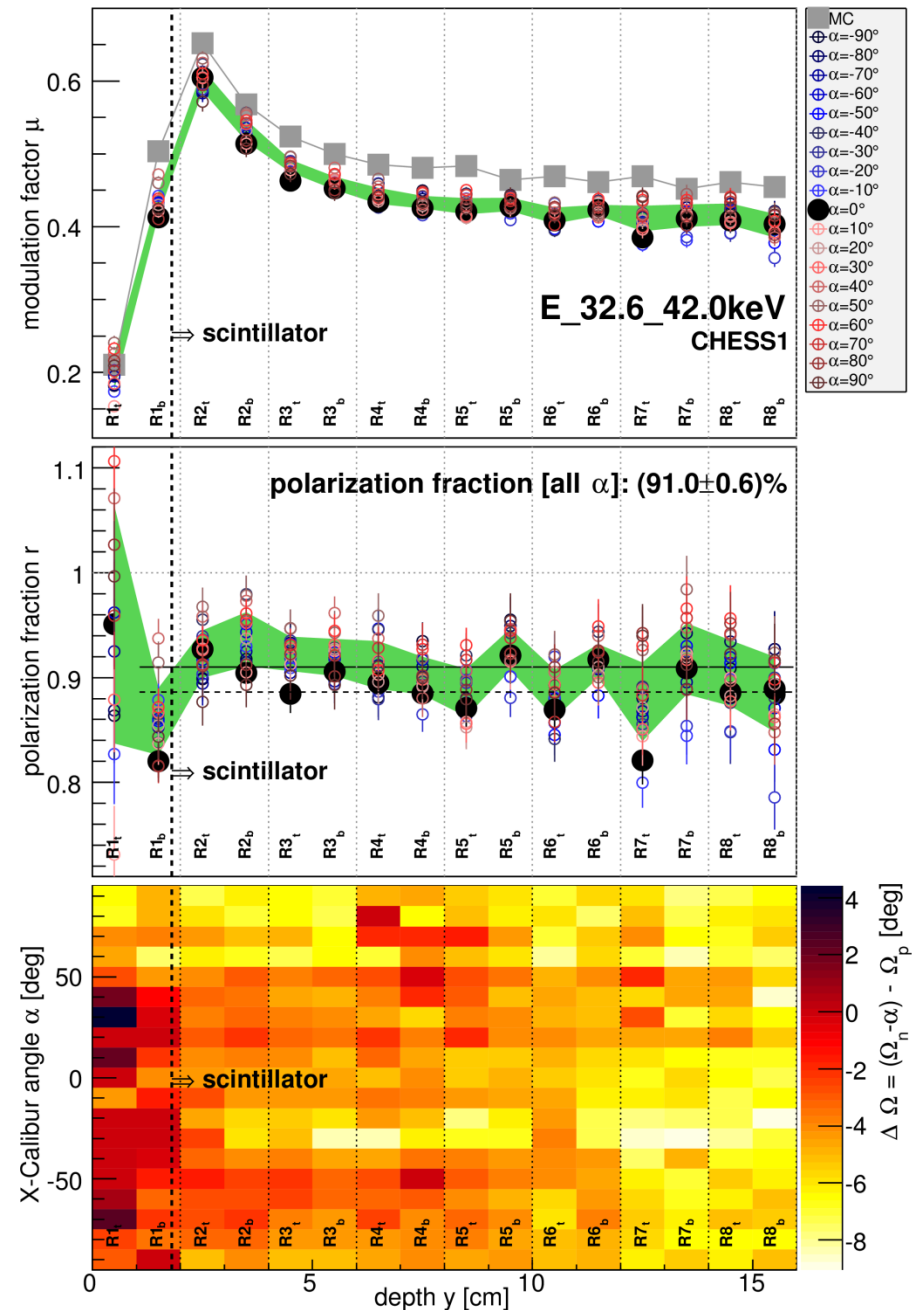 modulation factor μ
0.6
0.4
0.2
E_32.6_42.0keV
CHESS1
⇒ scintillator
R1t R1b R2t R2b R3t R3b R4t R4b R5t R5b R6t R6b R7t R7b R8t R8b
MC
α=-90°
α=-80°
α=-70°
α=-60°
α=-50°
α=-40°
α=-30°
α=-20°
α=-10°
α=0°
α=10°
α=20°
α=30°
α=40°
α=50°
α=60°
α=70°
α=80°
α=90°
polarization fraction r
1.1
1
0.9
0.8
polarization fraction [all α]: (91.0±0.6)%
⇒ scintillator
R1t R1b R2t R2b R3t R3b R4t R4b R5t R5b R6t R6b R7t R7b R8t R8b
X-Calibur angle α [deg]
50
0
-50
⇒ scintillator
R1t R1b R2t R2b R3t R3b R4t R4b R5t R5b R6t R6b R7t R7b R8t R8b
0 5 10 15
depth y [cm]
4
2
0
-2
-4
-6
-8
Δ Ω = (Ωn-α) - Ωp [deg]